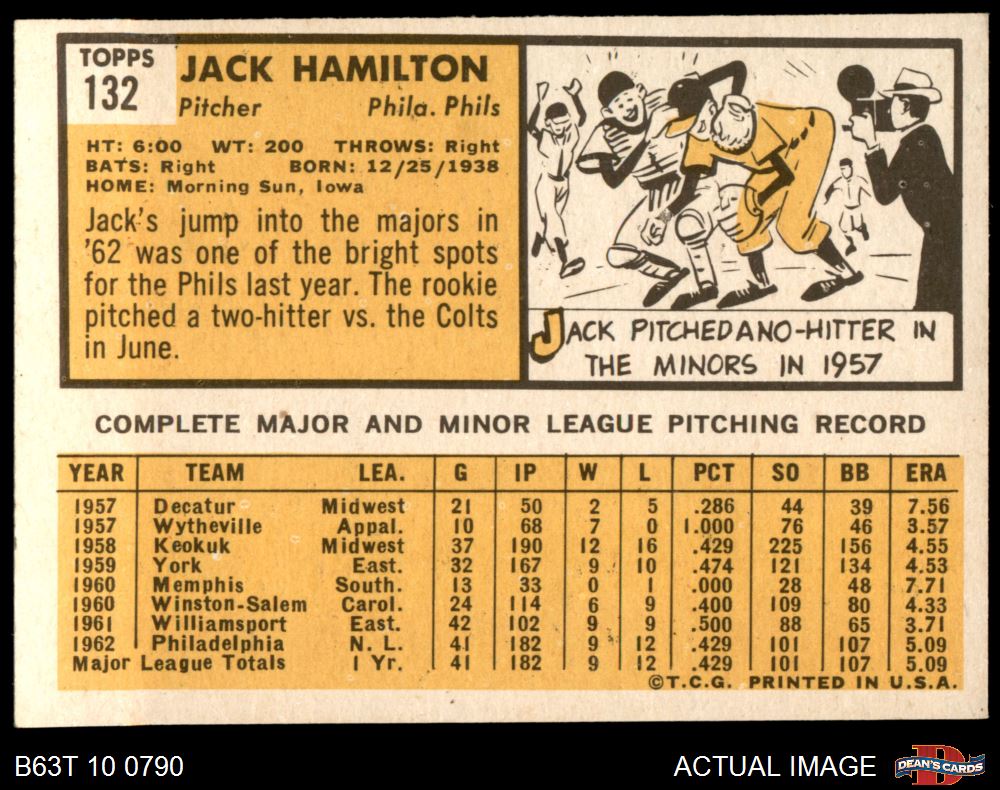 TOPPS
132
JACK HAMILTON
Pitcher Phila. Phils
HT: 6:00 WT: 200 THROWS: Right
BATS: Right BORN: 12/25/1938
HOME: Morning Sun, Iowa
Jack's jump into the majors in
'62 was one of the bright spots
for the Phils last year. The rookie
pitched a two-hitter vs. the Colts
in June.
JACK PITCHED A NO-HITTER IN
THE MINORS IN 1957
COMPLETE MAJOR AND MINOR LEAGUE PITCHING RECORD
YEAR TEAM LEA. G IP W L PCT SO BB ERA
1957 Decatur Midwest 21 50 2 5 .286 44 39 7.56
1957 Wytheville Appal. 10 68 7 0 1.000 76 46 3.57
1958 Keokuk Midwest 37 190 12 16 .429 225 156 4.55
1959 York East. 32 167 9 10 .474 121 134 4.53
1960 Memphis South. 13 33 0 1 .000 28 48 7.71
1960 Winston-Salem Carol. 24 114 6 9 .400 109 80 4.33
1961 Williamsport East. 42 102 9 9 .500 88 65 3.71
1962 Philadelphia N. L. 41 182 9 12 .429 101 107 5.09
Major League Totals 1 Yr. 41 182 9 12 .429 101 107 5.09
©T.C.G. PRINTED IN U.S.A.
B63T 10 0790 ACTUAL IMAGE DEAN'S CARDS